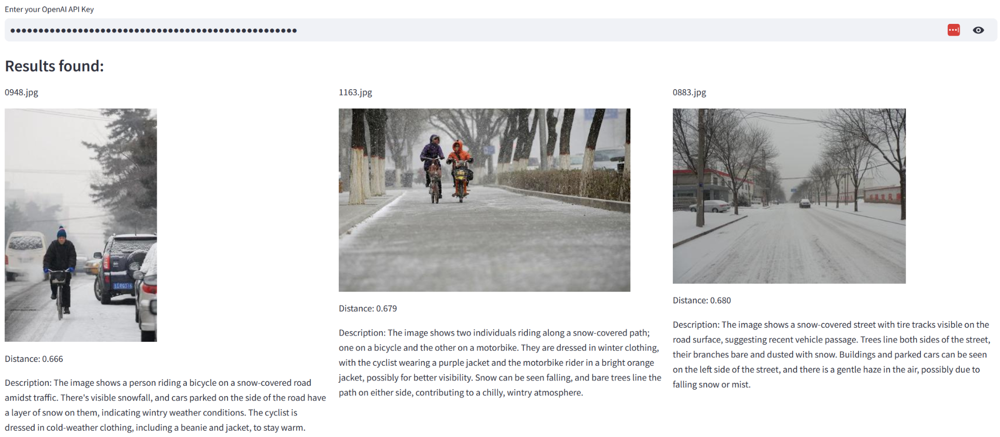 Enter your OpenAI API Key
Results found:
0948.jpg
Distance: 0.666
Description: The image shows a person riding a bicycle on a snow-covered road
amidst traffic. There's visible snowfall, and cars parked on the side of the road have
a layer of snow on them, indicating wintry weather conditions. The cyclist is
dressed in cold-weather clothing, including a beanie and jacket, to stay warm.
1163.jpg
Distance: 0.679
Description: The image shows two individuals riding along a snow-covered path;
one on a bicycle and the other on a motorbike. They are dressed in winter clothing,
with the cyclist wearing a purple jacket and the motorbike rider in a bright orange
jacket, possibly for better visibility. Snow can be seen falling, and bare trees line the
path on either side, contributing to a chilly, wintry atmosphere.
0883.jpg
Distance: 0.680
Description: The image shows a snow-covered street with tire tracks visible on the
road surface, suggesting recent vehicle passage. Trees line both sides of the street,
their branches bare and dusted with snow. Buildings and parked cars can be seen
on the left side of the street, and there is a gentle haze in the air, possibly due to
falling snow or mist.